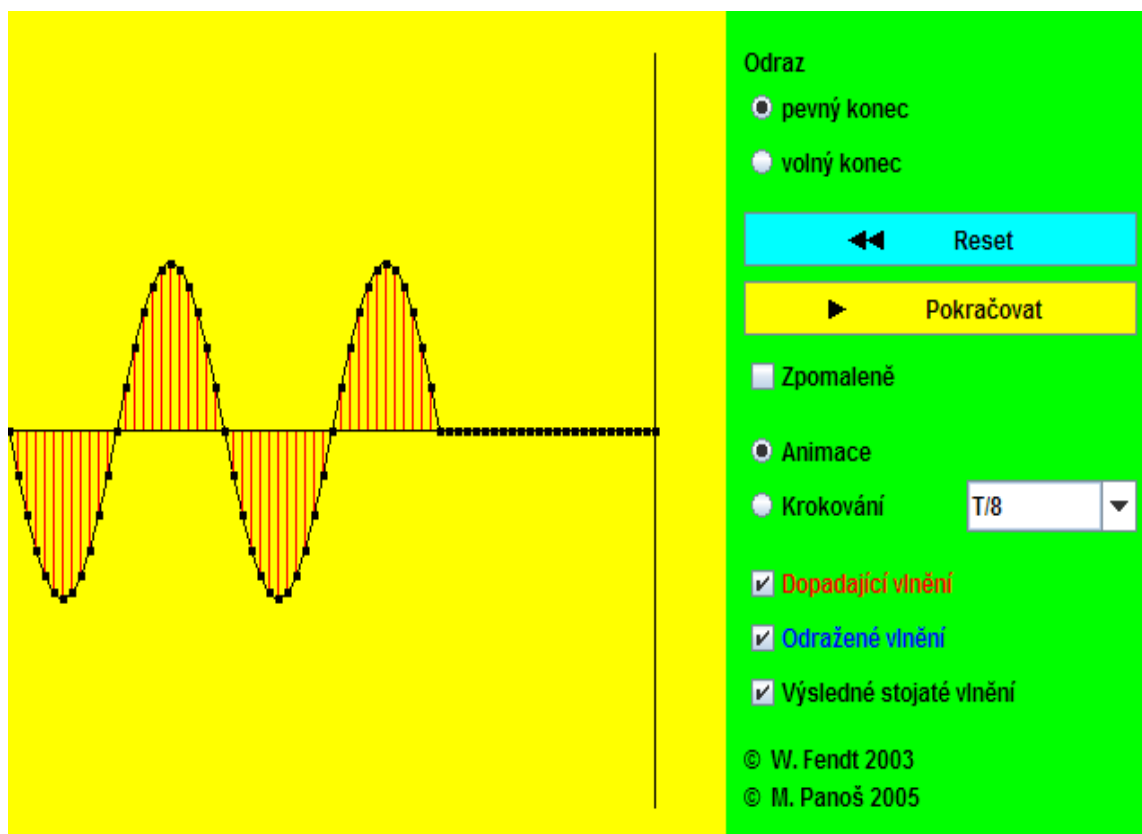 Odraz
pevný konec
volný konec
Reset
Pokračovat
Zpomaleně
Animace
Krokování T/8
Dopadající vlnění
Odražené vlnění
Výsledné stojaté vlnění
© W. Fendt 2003
© M. Panoš 2005